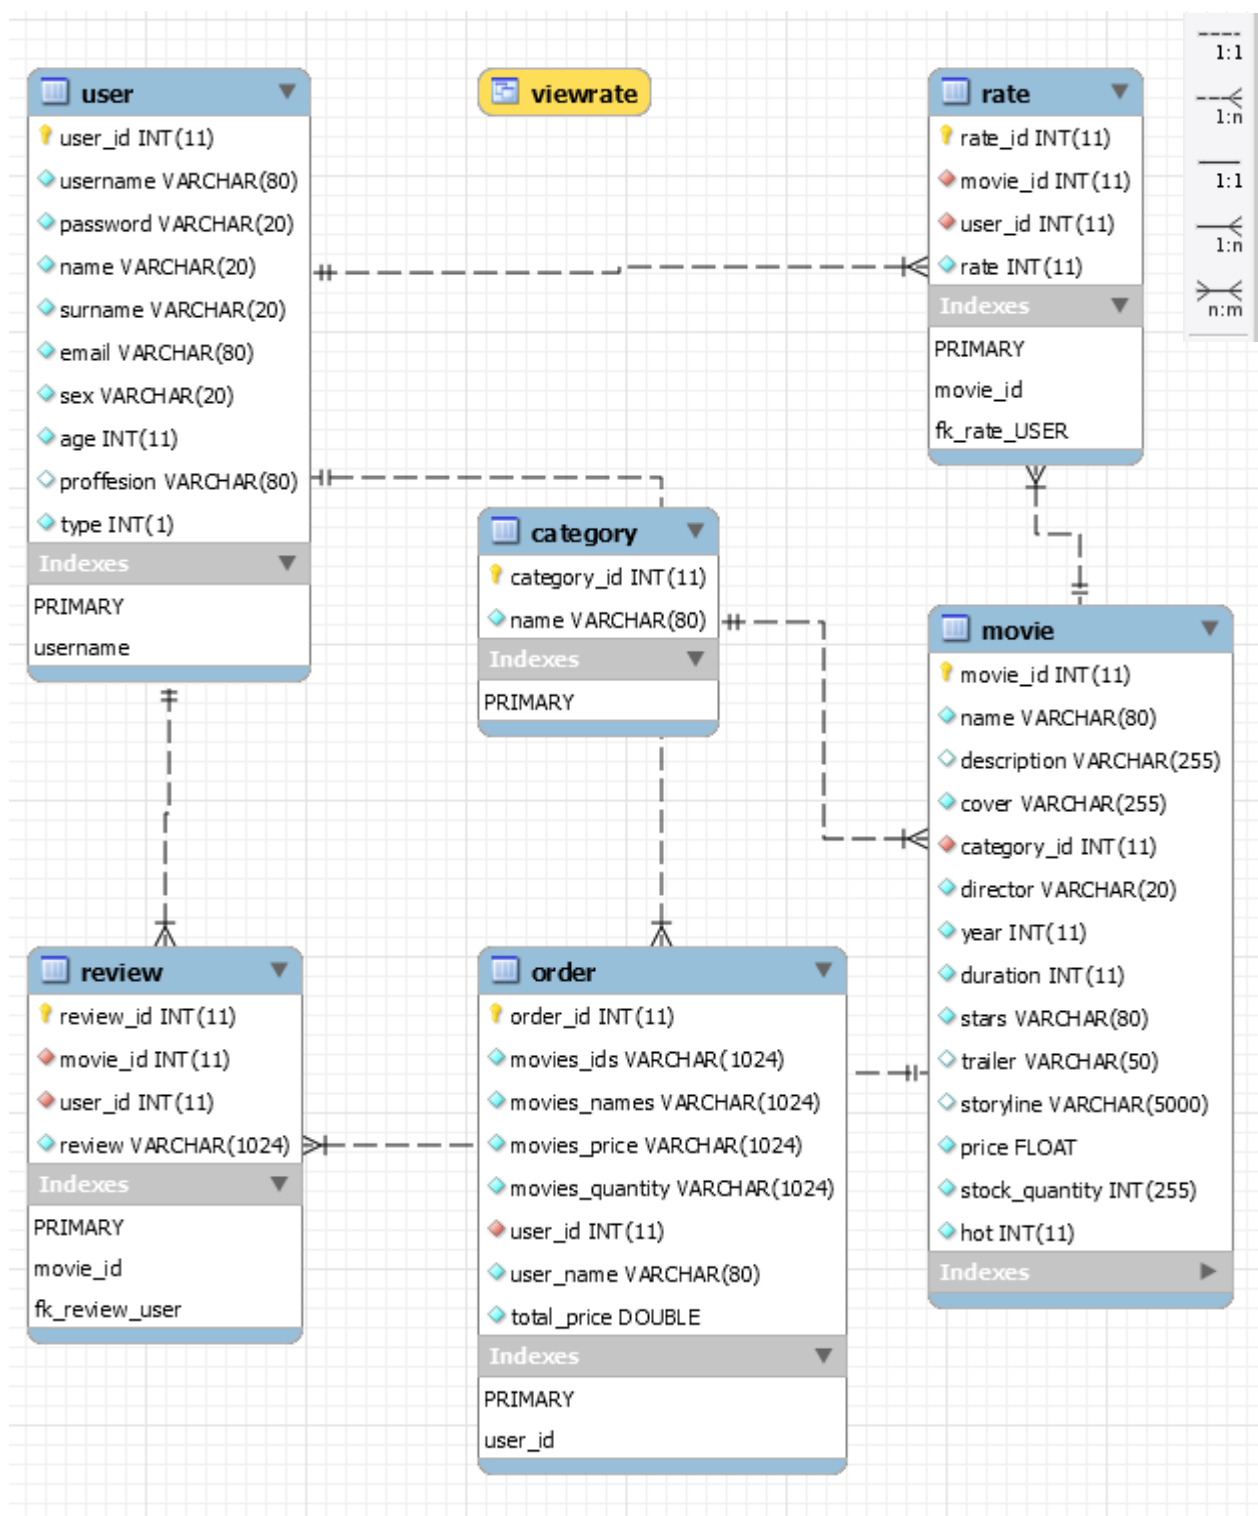 user
user_id INT(11)
username VARCHAR(80)
password VARCHAR(20)
name VARCHAR(20)
surname VARCHAR(20)
email VARCHAR(80)
sex VARCHAR(20)
age INT(11)
proffesion VARCHAR(80)
type INT(1)
Indexes
PRIMARY
username
viewrate
rate
rate_id INT(11)
movie_id INT(11)
user_id INT(11)
rate INT(11)
Indexes
PRIMARY
movie_id
fk_rate_USER
1:1
1:n
1:1
1:n
n:m
category
category_id INT(11)
name VARCHAR(80)
Indexes
PRIMARY
movie
movie_id INT(11)
name VARCHAR(80)
description VARCHAR(255)
cover VARCHAR(255)
category_id INT(11)
director VARCHAR(20)
year INT(11)
duration INT(11)
stars VARCHAR(80)
trailer VARCHAR(50)
storyline VARCHAR(5000)
price FLOAT
stock_quantity INT(255)
hot INT(11)
Indexes
review
review_id INT(11)
movie_id INT(11)
user_id INT(11)
review VARCHAR(1024)
Indexes
PRIMARY
movie_id
fk_review_user
order
order_id INT(11)
movies_ids VARCHAR(1024)
movies_names VARCHAR(1024)
movies_price VARCHAR(1024)
movies_quantity VARCHAR(1024)
user_id INT(11)
user_name VARCHAR(80)
total_price DOUBLE
Indexes
PRIMARY
user_id